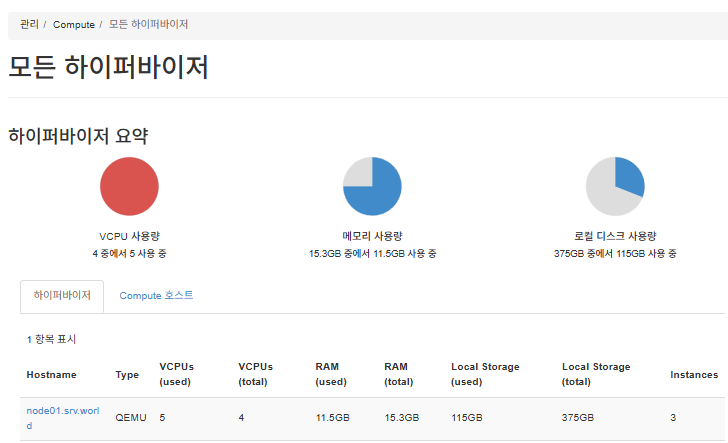 관리 / Compute / 모든 하이퍼바이저
모든 하이퍼바이저
하이퍼바이저 요약
VCPU 사용량
4 중에서 5 사용 중
메모리 사용량
15.3GB 중에서 11.5GB 사용 중
로컬 디스크 사용량
375GB 중에서 115GB 사용 중
하이퍼바이저 Compute 호스트
1 항목 표시
Hostname Type VCPUs (used) VCPUs (total) RAM (used) RAM (total) Local Storage (used) Local Storage (total) Instances
node01.srv.world QEMU 5 4 11.5GB 15.3GB 115GB 375GB 3